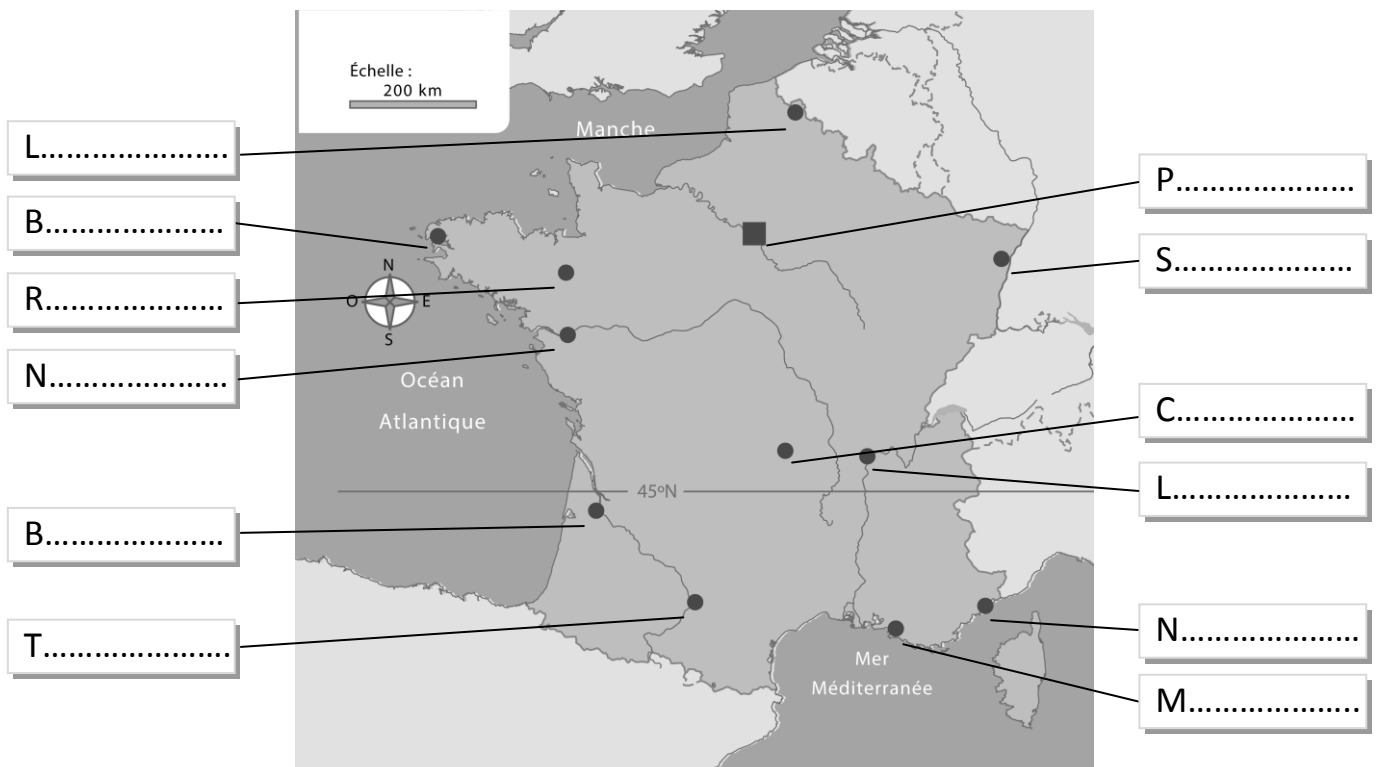 Échelle :
200 km
Manche
L......................
B......................
R......................
N......................
B......................
T......................
N
O E
S
Océan
Atlantique
45ºN
Mer
Méditerranée
P......................
S......................
C......................
L......................
N......................
M......................